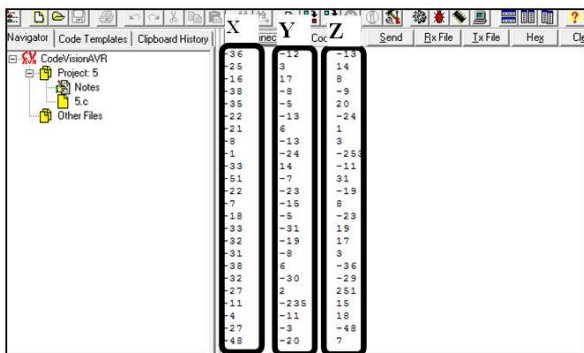 X Y Z
Navigator Code Templates Clipboard History Send Rx File Tx File Hex
CodeVisionAVR
Project: 5
Notes
5.c
Other Files
-36 -12 -13
-25 3 14
-16 17 8
-38 -8 -9
-35 -5 20
-22 -13 -24
-21 6 1
-8 -13 3
-1 -24 -253
-33 14 -11
-51 -7 31
-22 -23 -19
-7 -15 8
-18 -5 -23
-33 -31 19
-32 -19 17
-31 -8 3
-38 6 -36
-32 -30 -29
-27 2 251
-11 -235 15
-4 -11 18
-27 -3 -48
-48 -20 7